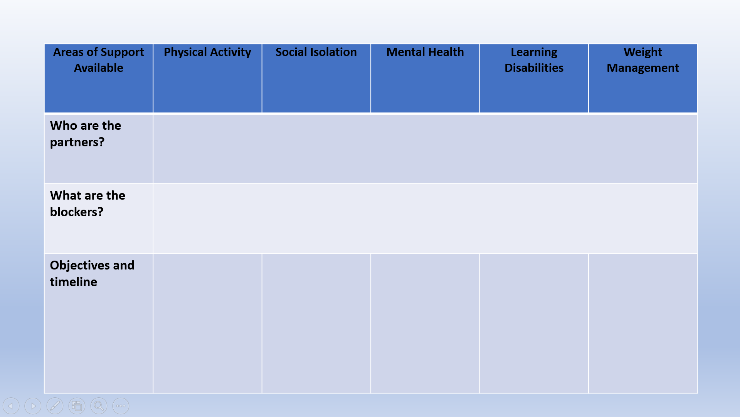 Areas of Support
Available
Physical Activity
Social Isolation
Mental Health
Learning
Disabilities
Weight
Management
Who are the
partners?
What are the
blockers?
Objectives and
timeline